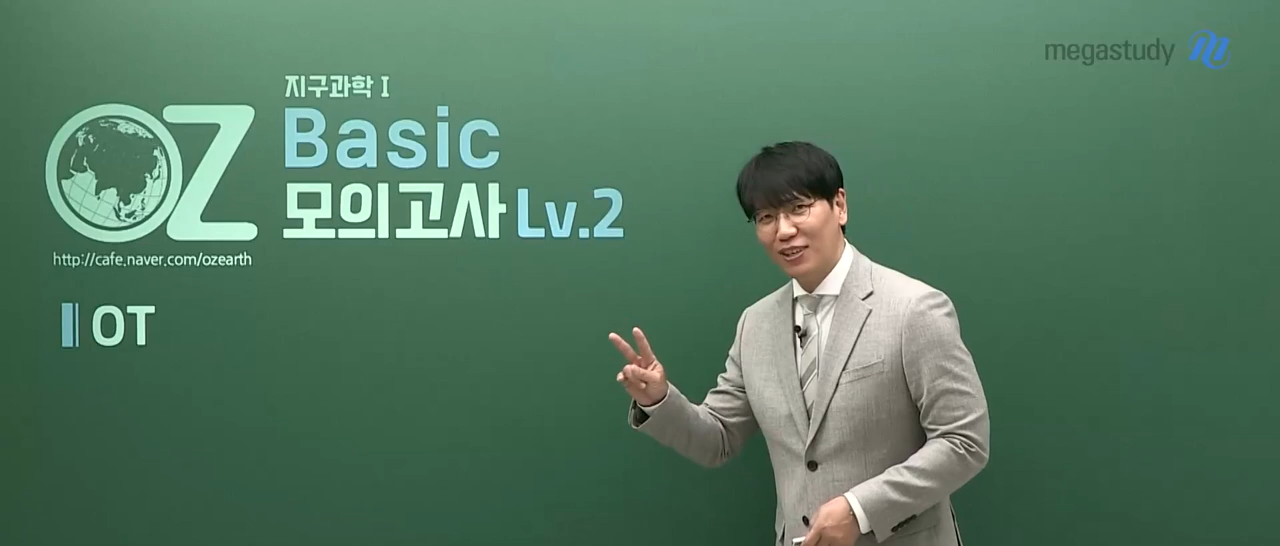 megastudy
지구과학 I
OZ
Basic
모의고사 Lv.2
http://cafe.naver.com/ozearth
OT